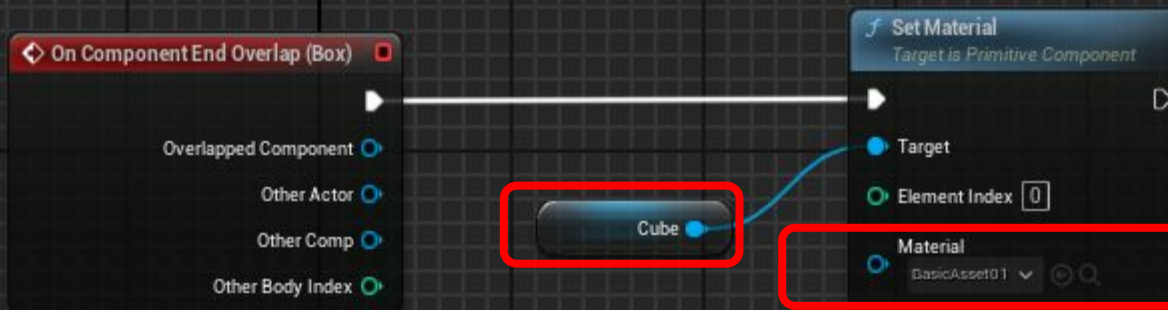 On Component End Overlap (Box)
Overlapped Component
Other Actor
Other Comp
Other Body Index
Cube
f Set Material
Target is Primitive Component
Target
Element Index 0
Material
BasicAsset01